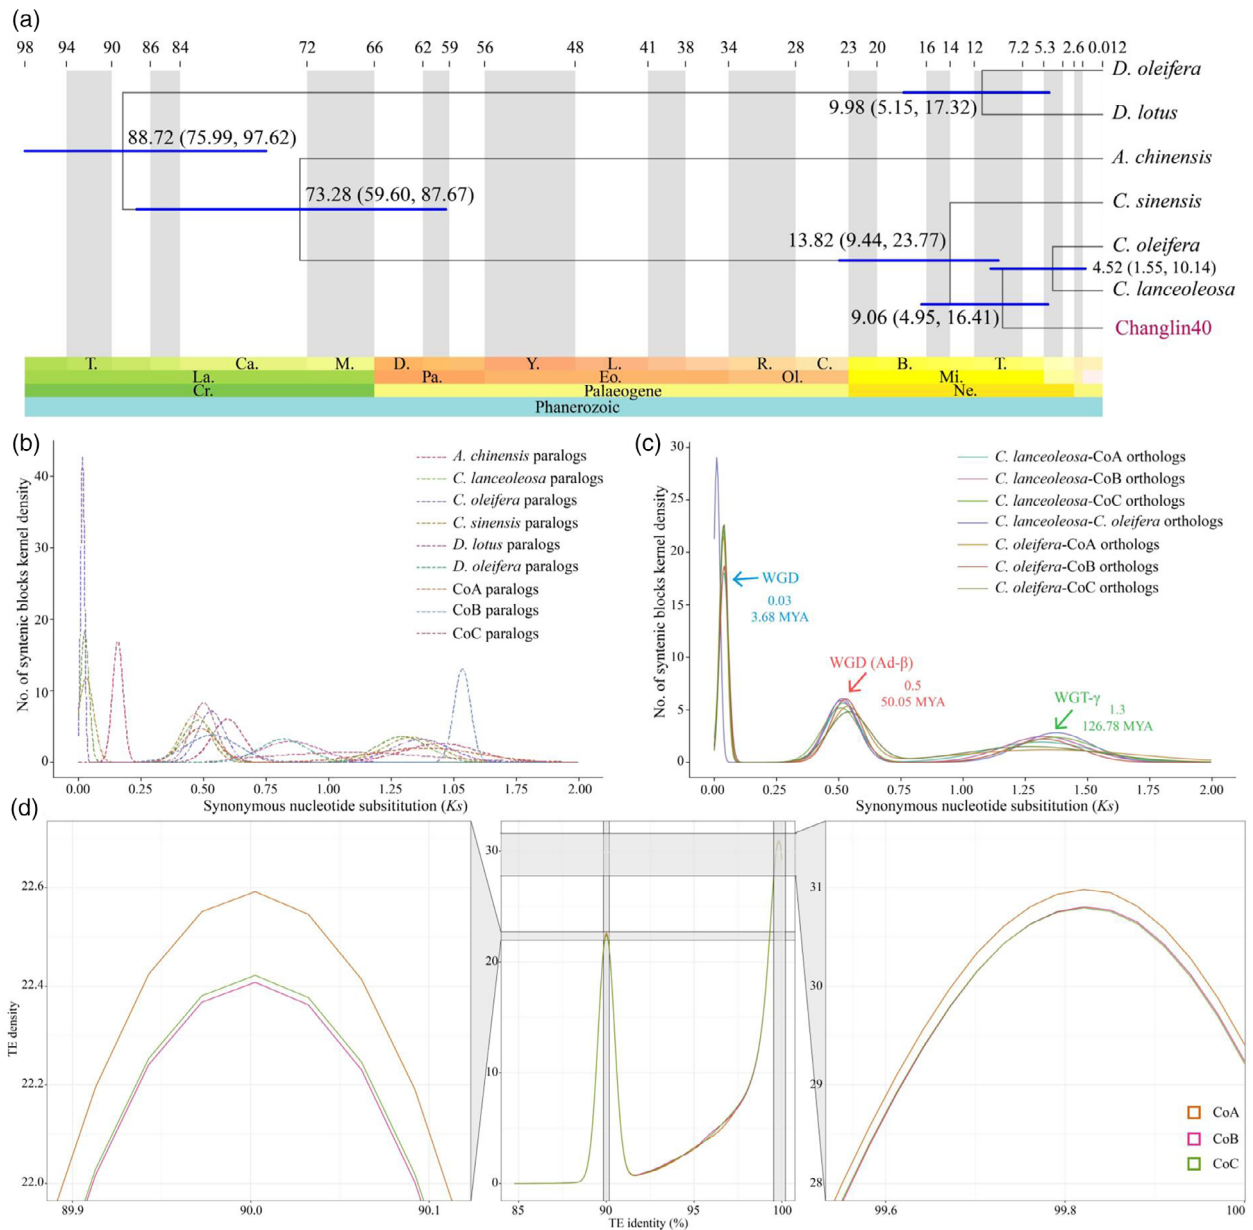 (a)
98 94 90 86 84 72 66 62 59 56 48 41 38 34 28 23 20 16 14 12 7.2 5.3 2.6 0.012
D. oleifera
9.98 (5.15, 17.32)
D. lotus
88.72 (75.99, 97.62)
A. chinensis
73.28 (59.60, 87.67)
C. sinensis
13.82 (9.44, 23.77)
C. oleifera
4.52 (1.55, 10.14)
C. lanceoleosa
9.06 (4.95, 16.41)
Changlin40
T. Ca. M. D. Y. L. R. C. B. T.
La. Pa. Eo. Ol. Mi.
Cr. Palaeogene Ne.
Phanerozoic
(b)
No. of syntenic blocks kernel density
40
30
20
10
0
0.00 0.25 0.50 0.75 1.00 1.25 1.50 1.75 2.00
Synonymous nucleotide subsititution (Ks)
A. chinensis paralogs
C. lanceoleosa paralogs
C. oleifera paralogs
C. sinensis paralogs
D. lotus paralogs
D. oleifera paralogs
CoA paralogs
CoB paralogs
CoC paralogs
(c)
No. of syntenic blocks kernel density
30
25
20
15
10
5
0
0.00 0.25 0.50 0.75 1.00 1.25 1.50 1.75 2.00
Synonymous nucleotide subsititution (Ks)
C. lanceoleosa-CoA orthologs
C. lanceoleosa-CoB orthologs
C. lanceoleosa-CoC orthologs
C. lanceoleosa-C. oleifera orthologs
C. oleifera-CoA orthologs
C. oleifera-CoB orthologs
C. oleifera-CoC orthologs
WGD
0.03
3.68 MYA
WGD (Ad-β)
0.5
50.05 MYA
WGT-γ
1.3
126.78 MYA
(d)
TE density
22.6
22.4
22.2
22.0
89.9 90.0 90.1
30
20
10
0
85 90 95 100
TE identity (%)
31
30
29
28
99.6 99.8 100
CoA
CoB
CoC